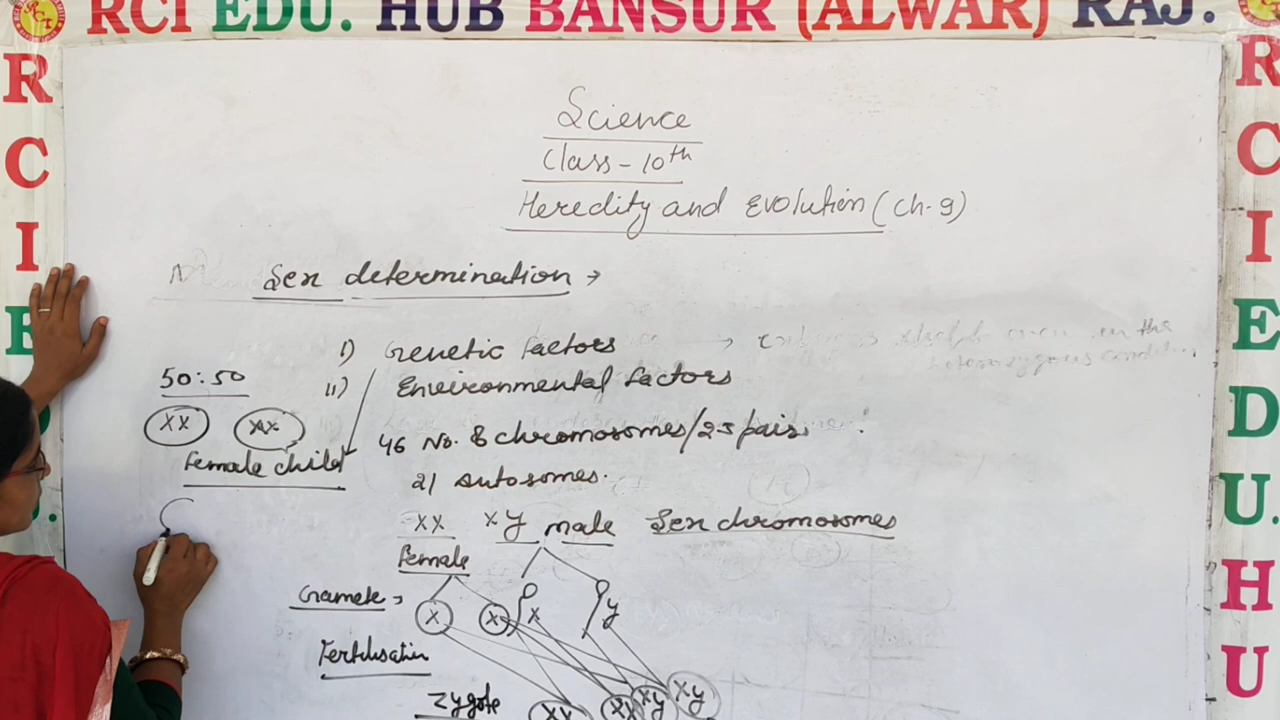 RCI EDU. HUB BANSUR (ALWAR) RAJ.
R C I E D U. H U
R C I E
Science
Class - 10th
Heredity and Evolution (Ch-9)
Sex determination →
i) Genetic factors
50:50
ii) Environmental factors
XX XX
46 No. & chromosomes/23 pairs
Female child
21 autosomes.
XX XY male Sex chromosomes
Female
Gamete →
X X X y
Fertilisation
Zygote
XX XX XY XY